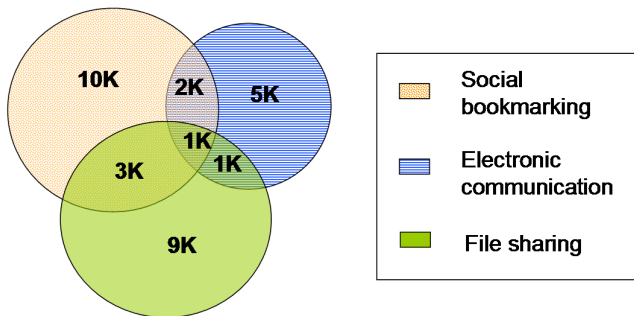 10K
2K
5K
1K
1K
3K
9K
Social
bookmarking
Electronic
communication
File sharing